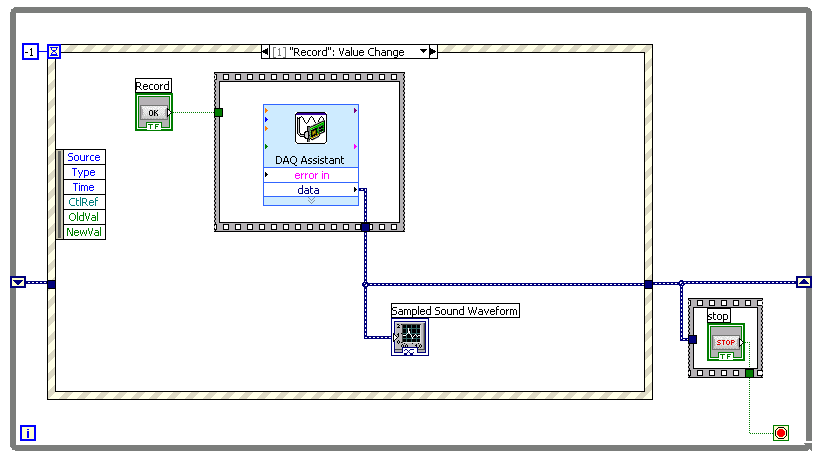 -1
[1] "Record": Value Change
Record
OK
TF
DAQ Assistant
error in
data
Source
Type
Time
CtlRef
OldVal
NewVal
Sampled Sound Waveform
stop
STOP
TF
i